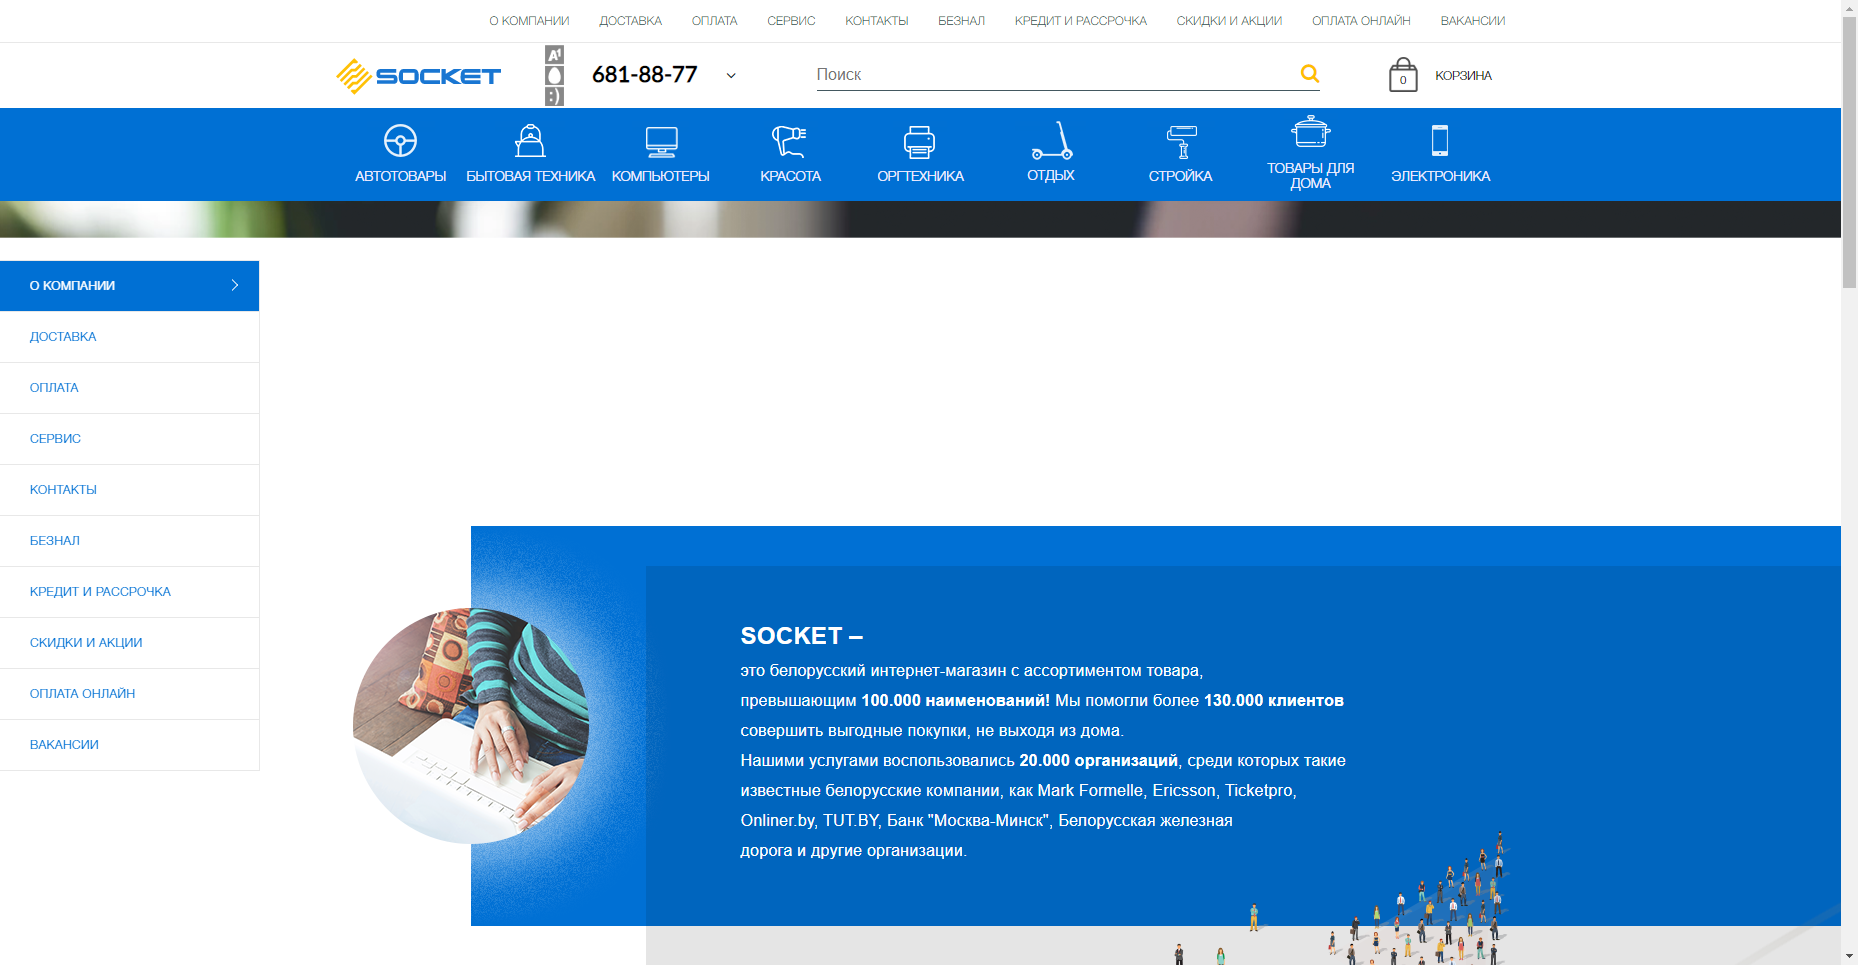 О КОМПАНИИ ДОСТАВКА ОПЛАТА СЕРВИС КОНТАКТЫ БЕЗНАЛ КРЕДИТ И РАССРОЧКА СКИДКИ И АКЦИИ ОПЛАТА ОНЛАЙН ВАКАНСИИ
SOCKET A1 :) 681-88-77 Поиск 0 КОРЗИНА
АВТОТОВАРЫ БЫТОВАЯ ТЕХНИКА КОМПЬЮТЕРЫ КРАСОТА ОРГТЕХНИКА ОТДЫХ СТРОЙКА ТОВАРЫ ДЛЯ ДОМА ЭЛЕКТРОНИКА
О КОМПАНИИ
ДОСТАВКА
ОПЛАТА
СЕРВИС
КОНТАКТЫ
БЕЗНАЛ
КРЕДИТ И РАССРОЧКА
СКИДКИ И АКЦИИ
ОПЛАТА ОНЛАЙН
ВАКАНСИИ
SOCKET –
это белорусский интернет-магазин с ассортиментом товара,
превышающим 100.000 наименований! Мы помогли более 130.000 клиентов
совершить выгодные покупки, не выходя из дома.
Нашими услугами воспользовались 20.000 организаций, среди которых такие
известные белорусские компании, как Mark Formelle, Ericsson, Ticketpro,
Onliner.by, TUT.BY, Банк "Москва-Минск", Белорусская железная
дорога и другие организации.